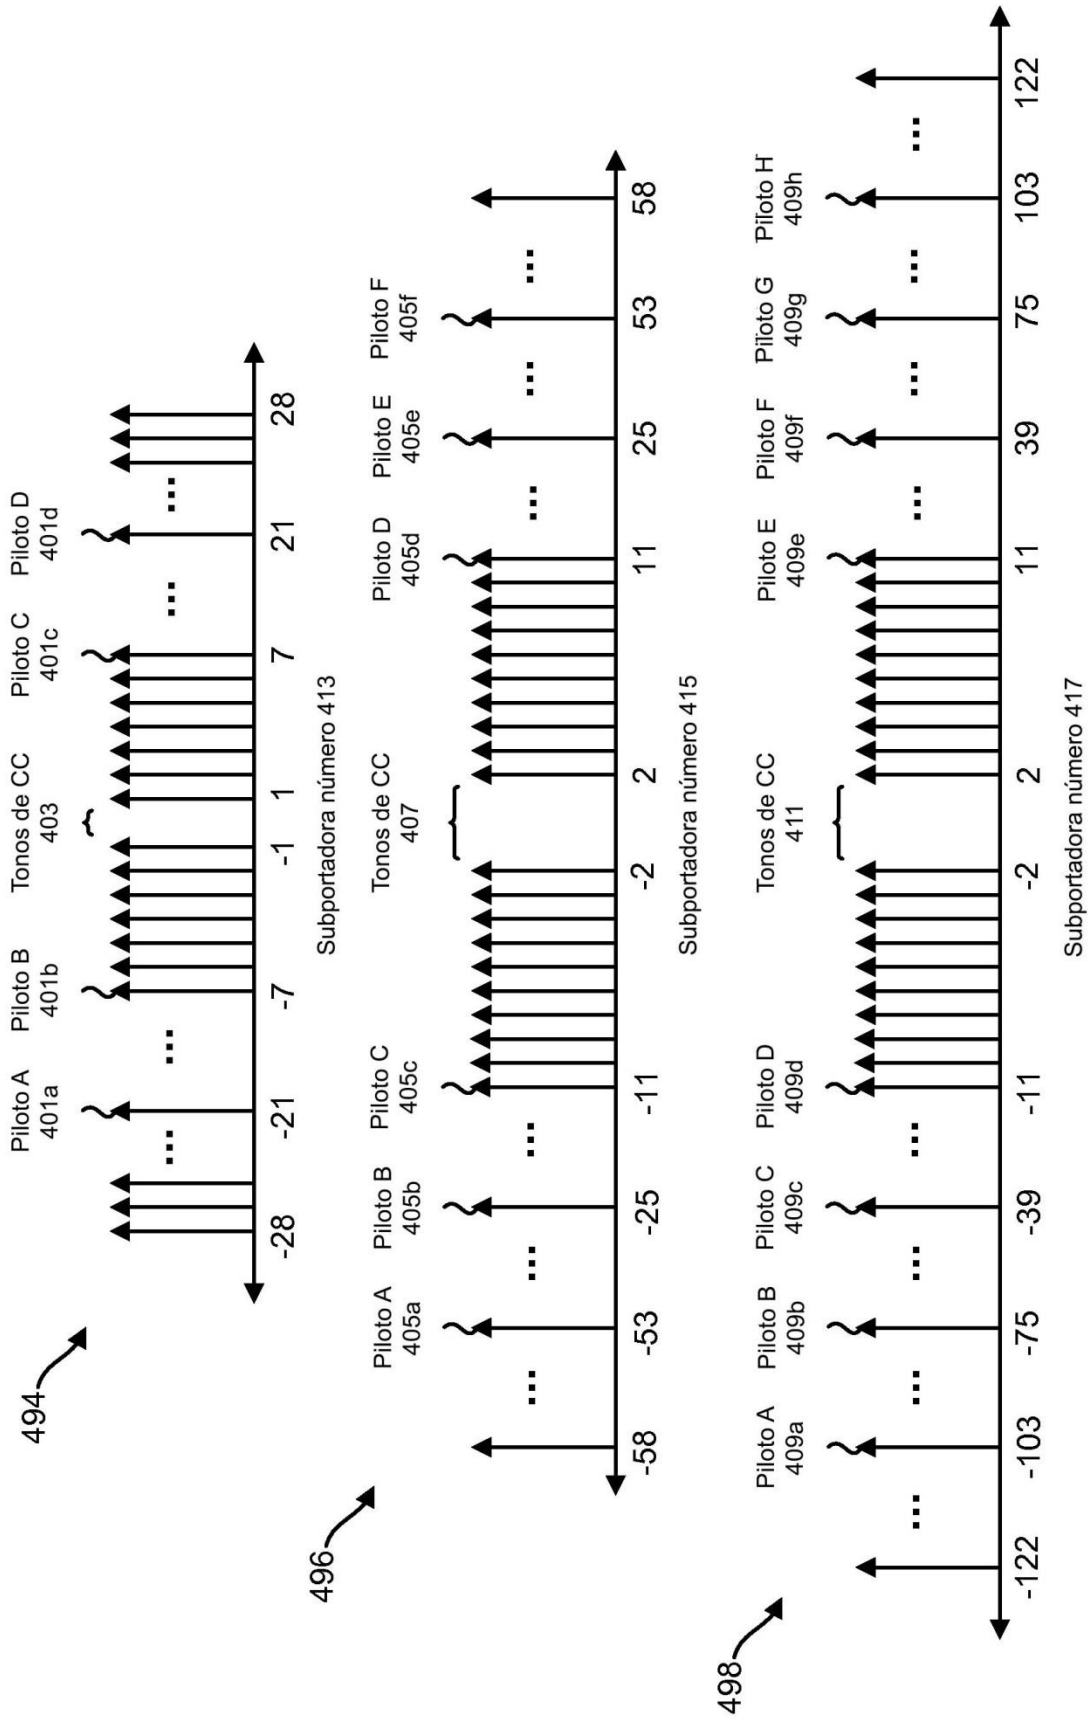 494
Piloto A
401a
Piloto B
401b
Tonos de CC
403
Piloto C
401c
Piloto D
401d
...
...
...
...
-28
-21
-7
-1
1
7
21
28
Subportadora número 413
496
Piloto A
405a
Piloto B
405b
Piloto C
405c
Tonos de CC
407
Piloto D
405d
Piloto E
405e
Piloto F
405f
...
...
...
...
...
...
-58
-53
-25
-11
-2
2
11
25
53
58
Subportadora número 415
498
Piloto A
409a
Piloto B
409b
Piloto C
409c
Piloto D
409d
Tonos de CC
411
Piloto E
409e
Piloto F
409f
Piloto G
409g
Piloto H
409h
...
...
...
...
...
...
...
...
-122
-103
-75
-39
-11
-2
2
11
39
75
103
122
Subportadora número 417